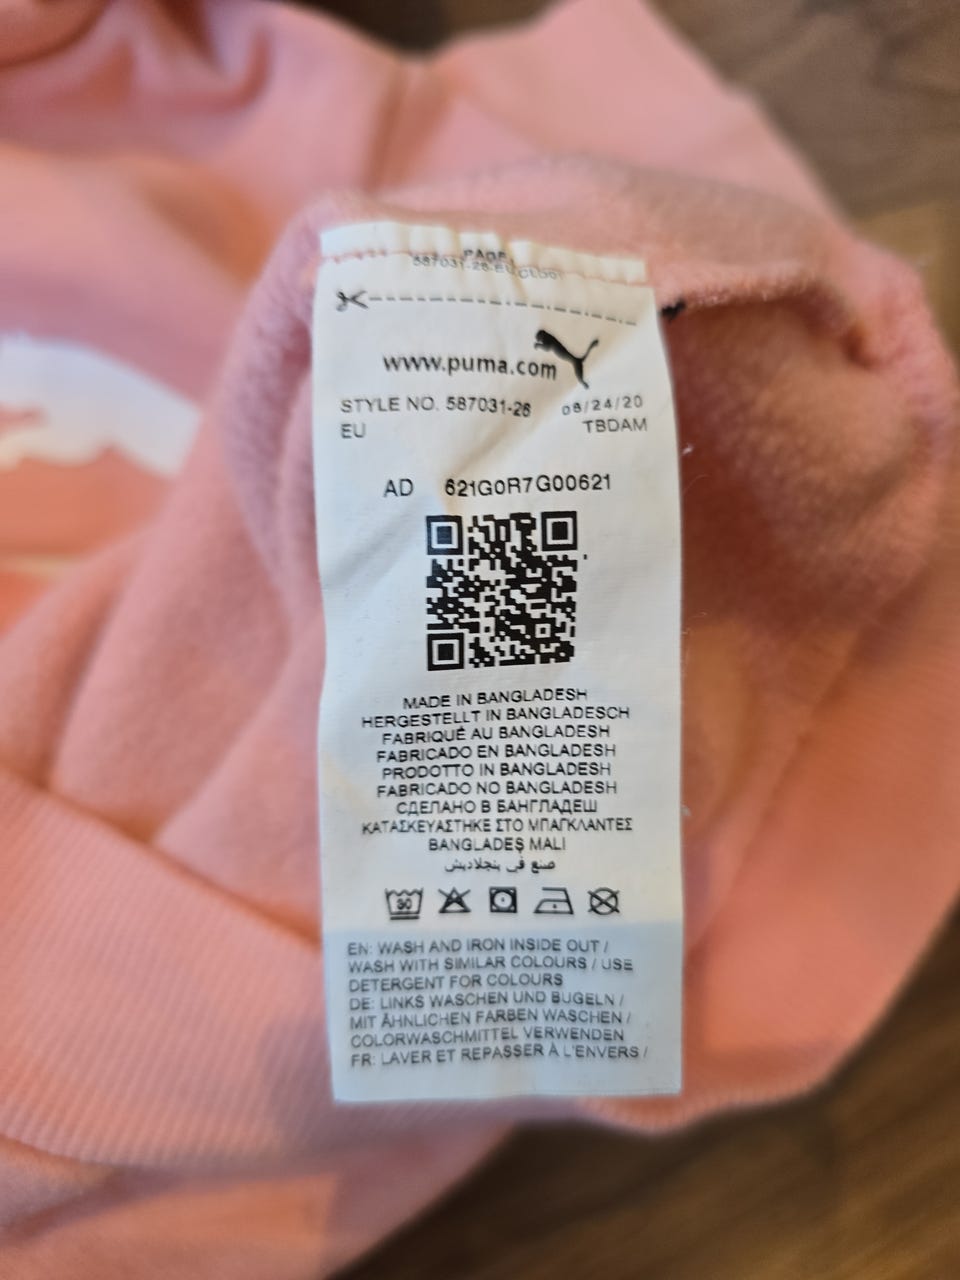 www.puma.com
STYLE NO. 587031-26 08/24/20
EU TBDAM
AD 621G0R7G00621
MADE IN BANGLADESH
HERGESTELLT IN BANGLADESCH
FABRIQUÉ AU BANGLADESH
FABRICADO EN BANGLADESH
PRODOTTO IN BANGLADESH
FABRICADO NO BANGLADESH
СДЕЛАНО В БАНГЛАДЕШ
ΚΑΤΑΣΚΕΥΑΣΤΗΚΕ ΣΤΟ ΜΠΑΓΚΛΑΝΤΕΣ
BANGLADEŞ MALI
صنع في بنجلاديش
30
EN: WASH AND IRON INSIDE OUT /
WASH WITH SIMILAR COLOURS / USE
DETERGENT FOR COLOURS
DE: LINKS WASCHEN UND BÜGELN /
MIT ÄHNLICHEN FARBEN WASCHEN /
COLORWASCHMITTEL VERWENDEN
FR: LAVER ET REPASSER À L'ENVERS /